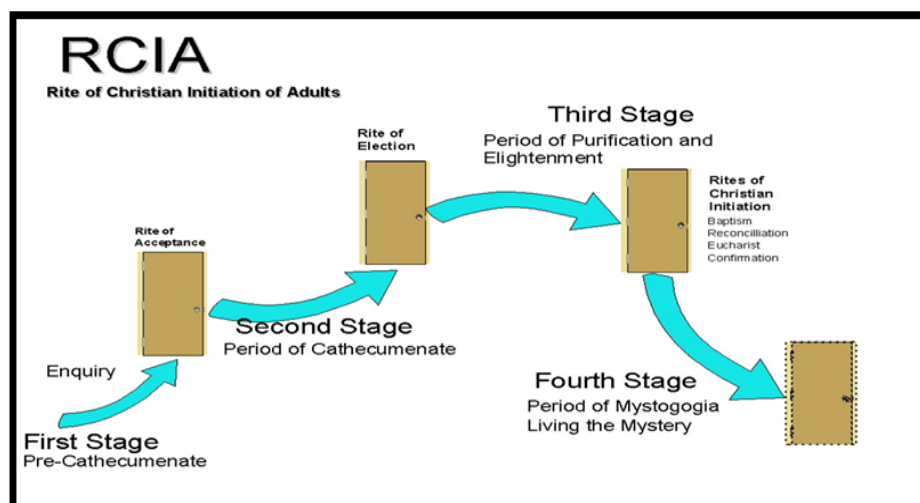 RCIA
Rite of Christian Initiation of Adults
First Stage
Pre-Cathecumenate
Enquiry
Rite of
Acceptance
Second Stage
Period of Cathecumenate
Rite of
Election
Third Stage
Period of Purification and
Elightenment
Rites of
Christian
Initiation
Baptism
Reconcilliation
Eucharist
Confirmation
Fourth Stage
Period of Mystogogia
Living the Mystery